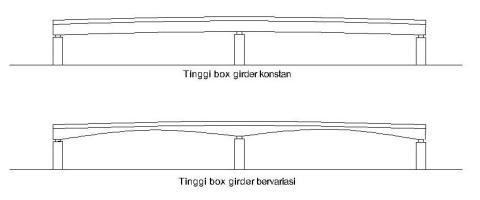 Tinggi box girder konstan
Tinggi box girder bervariasi